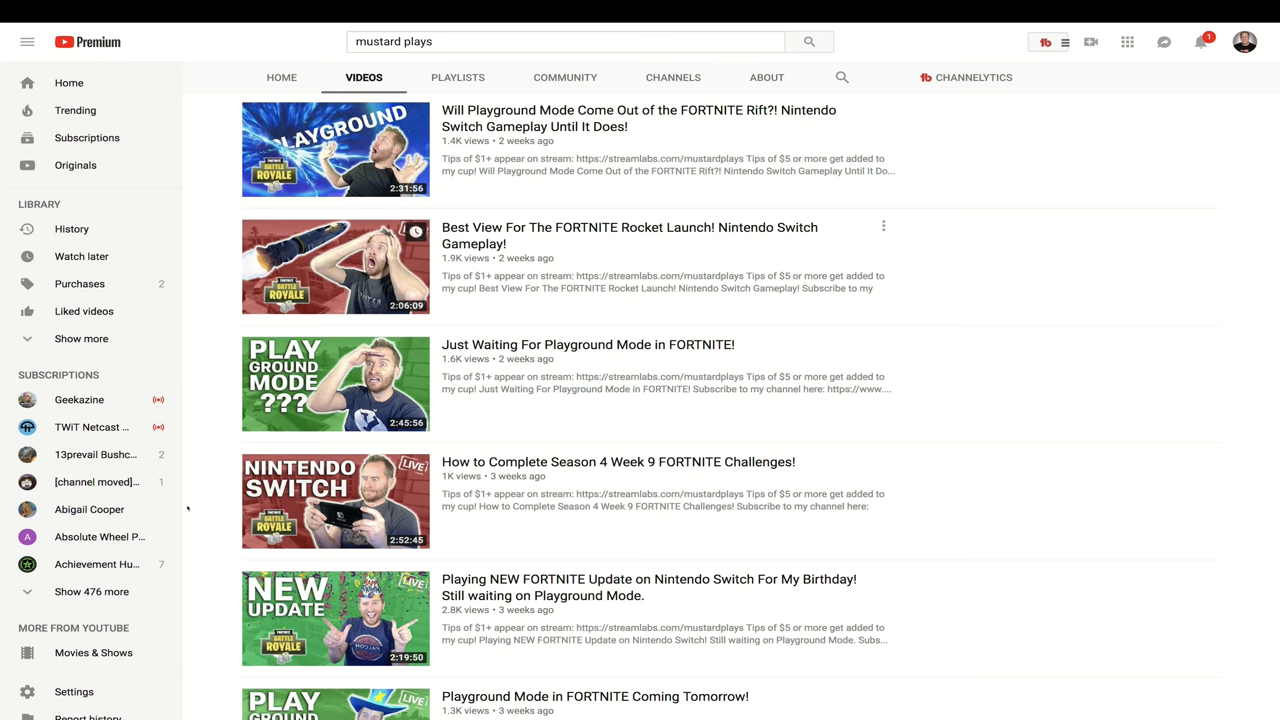 Premium
mustard plays
1
HOME VIDEOS PLAYLISTS COMMUNITY CHANNELS ABOUT CHANNELYTICS
Home
Trending
Subscriptions
Originals
LIBRARY
History
Watch later
Purchases 2
Liked videos
Show more
SUBSCRIPTIONS
Geekazine
TWiT Netcast ...
13prevail Bushc... 2
[channel moved]... 1
Abigail Cooper
A Absolute Wheel P...
Achievement Hu... 7
Show 476 more
MORE FROM YOUTUBE
Movies & Shows
Settings
Report history
PLAYGROUND
FORTNITE
BATTLE
ROYALE
2:31:56
Will Playground Mode Come Out of the FORTNITE Rift?! Nintendo
Switch Gameplay Until It Does!
1.4K views • 2 weeks ago
Tips of $1+ appear on stream: https://streamlabs.com/mustardplays Tips of $5 or more get added to
my cup! Will Playground Mode Come Out of the FORTNITE Rift?! Nintendo Switch Gameplay Until It Do...
BATTLE
ROYALE
2:06:09
Best View For The FORTNITE Rocket Launch! Nintendo Switch
Gameplay!
1.9K views • 2 weeks ago
Tips of $1+ appear on stream: https://streamlabs.com/mustardplays Tips of $5 or more get added to
my cup! Best View For The FORTNITE Rocket Launch! Nintendo Switch Gameplay! Subscribe to my
PLAY
GROUND
MODE
???
2:45:56
Just Waiting For Playground Mode in FORTNITE!
1.6K views • 2 weeks ago
Tips of $1+ appear on stream: https://streamlabs.com/mustardplays Tips of $5 or more get added to
my cup! Just Waiting For Playground Mode in FORTNITE! Subscribe to my channel here: https://www....
NINTENDO
SWITCH
LIVE
BATTLE
ROYALE
2:52:45
How to Complete Season 4 Week 9 FORTNITE Challenges!
1K views • 3 weeks ago
Tips of $1+ appear on stream: https://streamlabs.com/mustardplays Tips of $5 or more get added to
my cup! How to Complete Season 4 Week 9 FORTNITE Challenges! Subscribe to my channel here:
NEW
UPDATE
LIVE
BATTLE
ROYALE
2:19:50
Playing NEW FORTNITE Update on Nintendo Switch For My Birthday!
Still waiting on Playground Mode.
2.8K views • 3 weeks ago
Tips of $1+ appear on stream: https://streamlabs.com/mustardplays Tips of $5 or more get added to
my cup! Playing NEW FORTNITE Update on Nintendo Switch! Still waiting on Playground Mode. Subs...
PLAY
GROUND
LIVE
Playground Mode in FORTNITE Coming Tomorrow!
1.3K views • 3 weeks ago